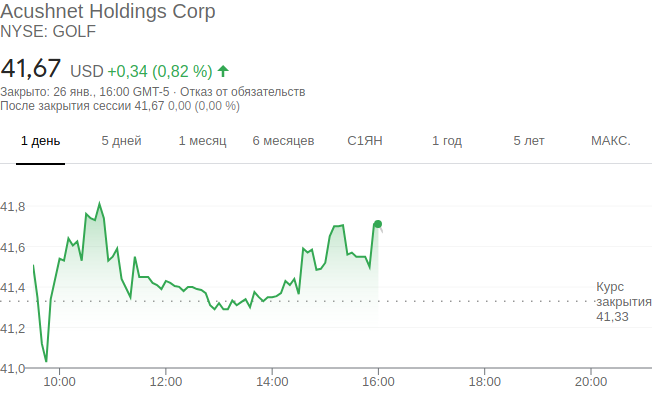 Acushnet Holdings Corp
NYSE: GOLF
41,67 USD +0,34 (0,82 %)
Закрыто: 26 янв., 16:00 GMT-5 · Отказ от обязательств
После закрытия сессии 41,67 0,00 (0,00 %)
1 день 5 дней 1 месяц 6 месяцев С1ЯН 1 год 5 лет МАКС.
41,8
41,6
41,4
41,2
41,0
Курс
закрытия
41,33
10:00 12:00 14:00 16:00 18:00 20:00